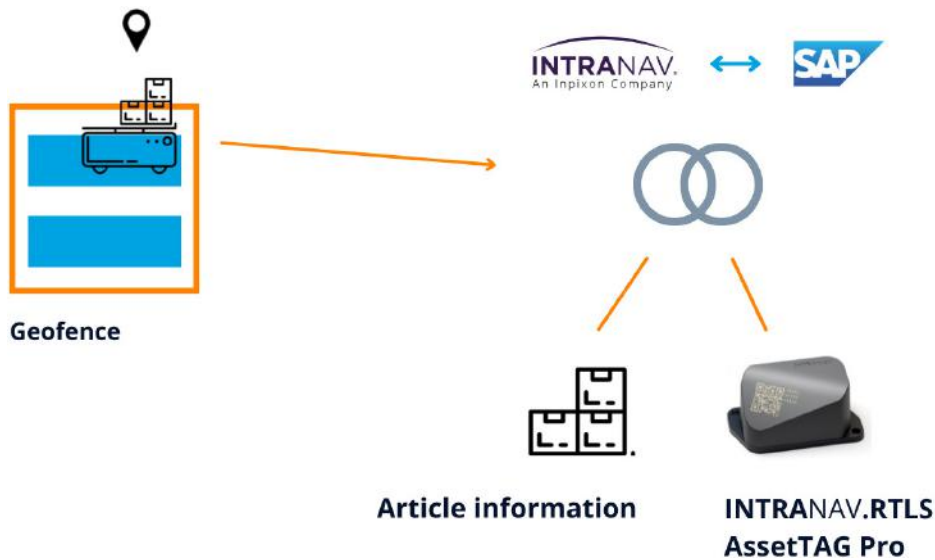 INTRANAV.
An Inpixon Company
SAP
Geofence
Article information
INTRANAV.RTLS
AssetTAG Pro